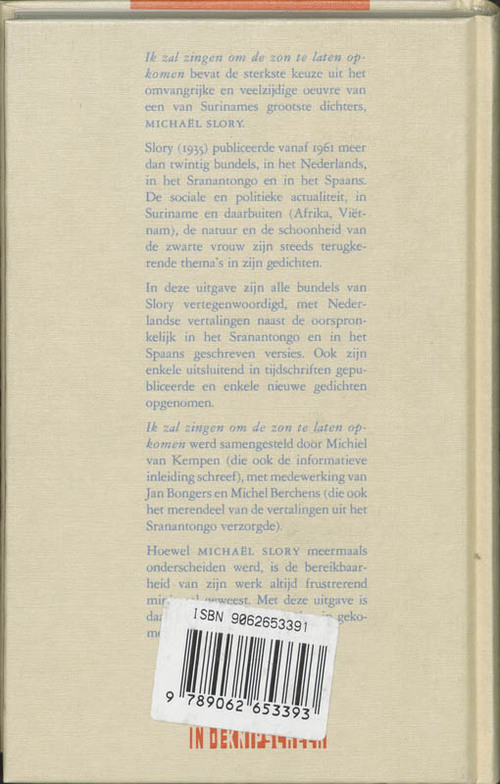 Ik zal zingen om de zon te laten op-
komen bevat de sterkste keuze uit het
omvangrijke en veelzijdige oeuvre van
een van Surinames grootste dichters,
MICHAËL SLORY.
Slory (1935) publiceerde vanaf 1961 meer
dan twintig bundels, in het Nederlands,
in het Sranantongo en in het Spaans.
De sociale en politieke actualiteit, in
Suriname en daarbuiten (Afrika, Viët-
nam), de natuur en de schoonheid van
de zwarte vrouw zijn steeds terugke-
rende thema's in zijn gedichten.
In deze uitgave zijn alle bundels van
Slory vertegenwoordigd, met Neder-
landse vertalingen naast de oorspron-
kelijk in het Sranantongo en in het
Spaans geschreven versies. Ook zijn
enkele uitsluitend in tijdschriften gepu-
bliceerde en enkele nieuwe gedichten
opgenomen.
Ik zal zingen om de zon te laten op-
komen werd samengesteld door Michiel
van Kempen (die ook de informatieve
inleiding schreef), met medewerking van
Jan Bongers en Michel Berchens (die ook
het merendeel van de vertalingen uit het
Sranantongo verzorgde).
Hoewel MICHAËL SLORY meermaals
onderscheiden werd, is de bereikbaar-
heid van zijn werk altijd frustrerend
geweest. Met deze uitgave is
geko-
ISBN 9062653391
9 789062 653393
IN DE KNIPSCHEER